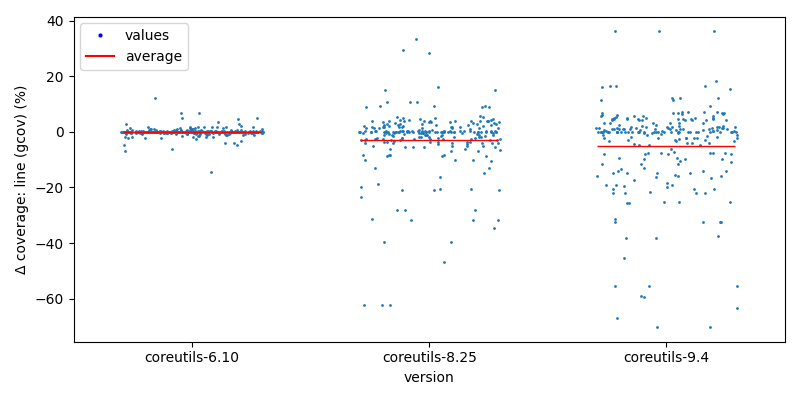 values
average
Δ coverage: line (gcov) (%)
40
20
0
−20
−40
−60
coreutils-6.10
coreutils-8.25
coreutils-9.4
version